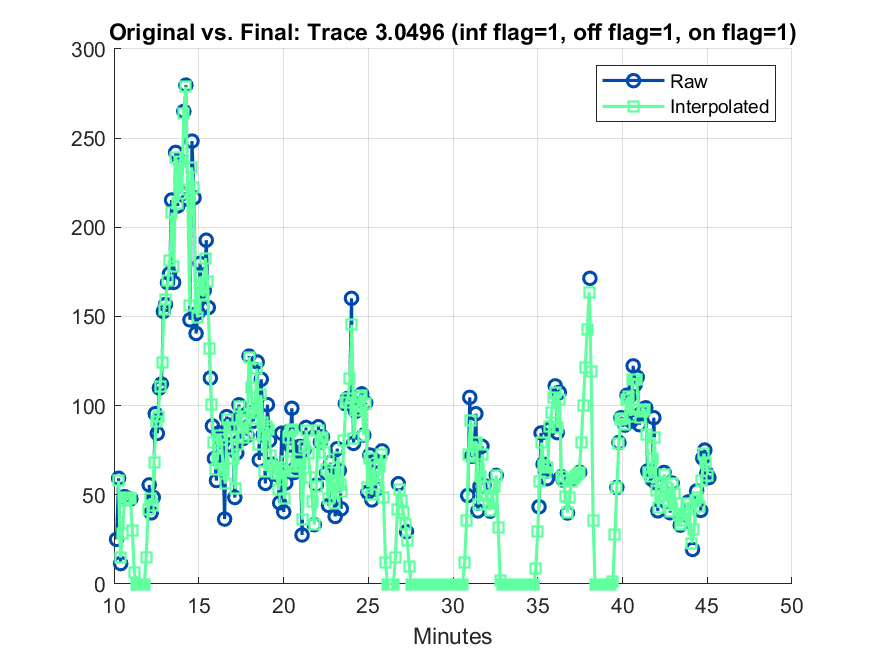 Original vs. Final: Trace 3.0496 (inf flag=1, off flag=1, on flag=1)
300
250
200
150
100
50
0
Raw
Interpolated
10 15 20 25 30 35 40 45 50
Minutes